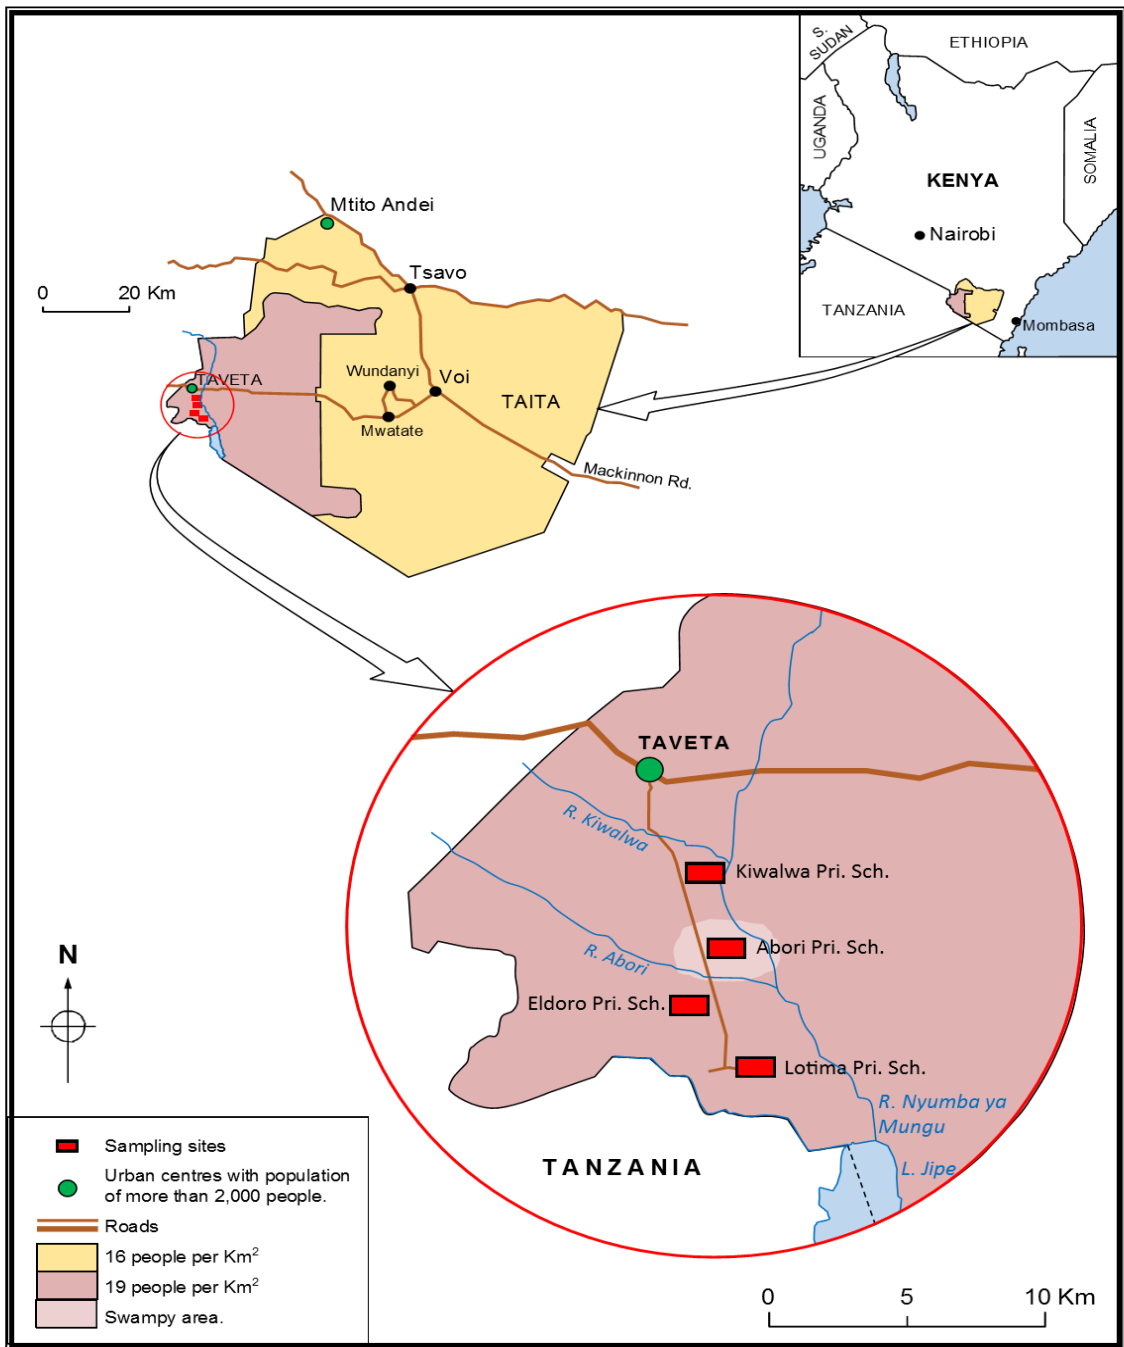 S.
SUDAN
ETHIOPIA
UGANDA
SOMALIA
KENYA
Nairobi
TANZANIA
Mombasa
Mtito Andei
Tsavo
0 20 Km
TAVETA
Wundanyi
Voi
TAITA
Mwatate
Mackinnon Rd.
TAVETA
R. Kiwalwa
Kiwalwa Pri. Sch.
Abori Pri. Sch.
R. Abori
Eldoro Pri. Sch.
Lotima Pri. Sch.
R. Nyumba ya
Mungu
L. Jipe
TANZANIA
N
Sampling sites
Urban centres with population
of more than 2,000 people.
Roads
16 people per Km²
19 people per Km²
Swampy area.
0 5 10 Km